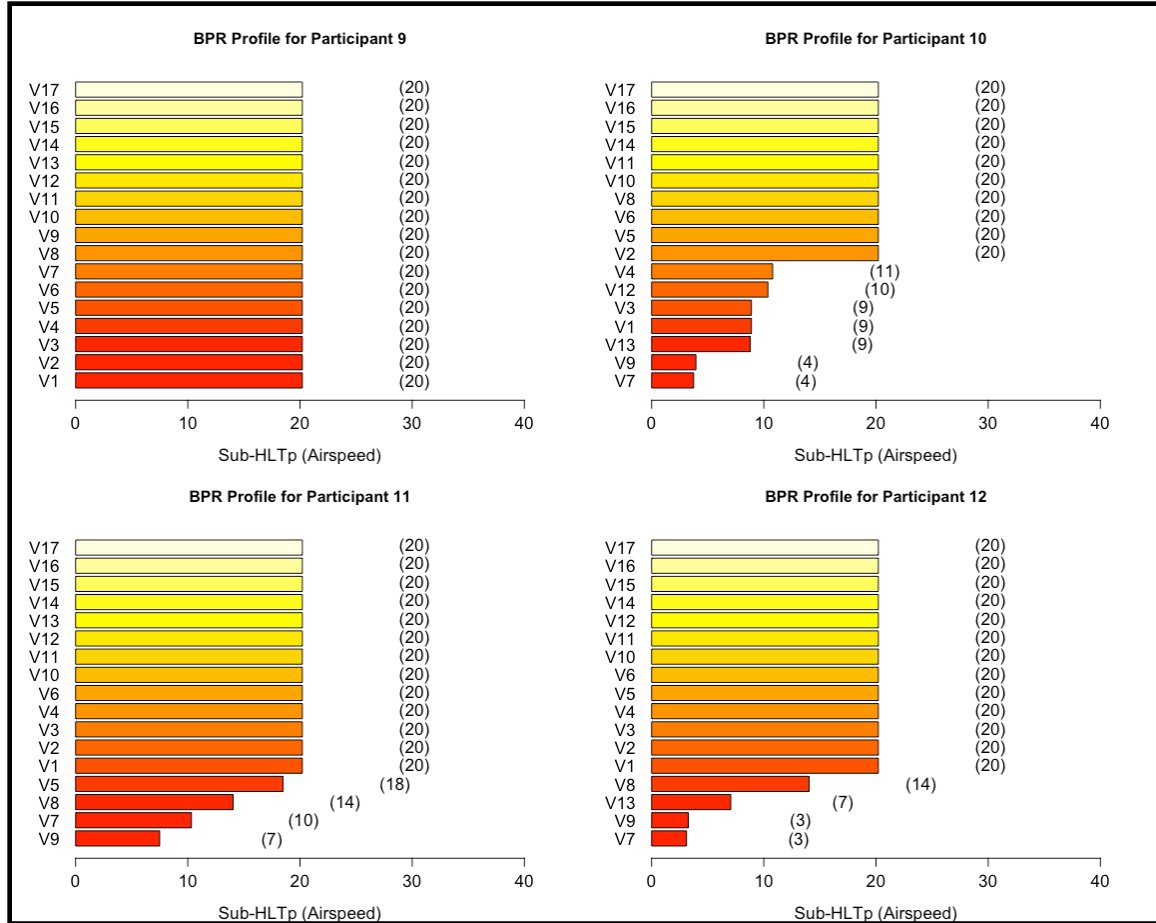 BPR Profile for Participant 9
V17 (20)
V16 (20)
V15 (20)
V14 (20)
V13 (20)
V12 (20)
V11 (20)
V10 (20)
V9 (20)
V8 (20)
V7 (20)
V6 (20)
V5 (20)
V4 (20)
V3 (20)
V2 (20)
V1 (20)
0 10 20 30 40
Sub-HLTp (Airspeed)
BPR Profile for Participant 10
V17 (20)
V16 (20)
V15 (20)
V14 (20)
V11 (20)
V10 (20)
V8 (20)
V6 (20)
V5 (20)
V2 (20)
V4 (11)
V12 (10)
V3 (9)
V1 (9)
V13 (9)
V9 (4)
V7 (4)
0 10 20 30 40
Sub-HLTp (Airspeed)
BPR Profile for Participant 11
V17 (20)
V16 (20)
V15 (20)
V14 (20)
V13 (20)
V12 (20)
V11 (20)
V10 (20)
V6 (20)
V4 (20)
V3 (20)
V2 (20)
V1 (20)
V5 (18)
V8 (14)
V7 (10)
V9 (7)
0 10 20 30 40
Sub-HLTp (Airspeed)
BPR Profile for Participant 12
V17 (20)
V16 (20)
V15 (20)
V14 (20)
V12 (20)
V11 (20)
V10 (20)
V6 (20)
V5 (20)
V4 (20)
V3 (20)
V2 (20)
V1 (20)
V8 (14)
V13 (7)
V9 (3)
V7 (3)
0 10 20 30 40
Sub-HLTp (Airspeed)